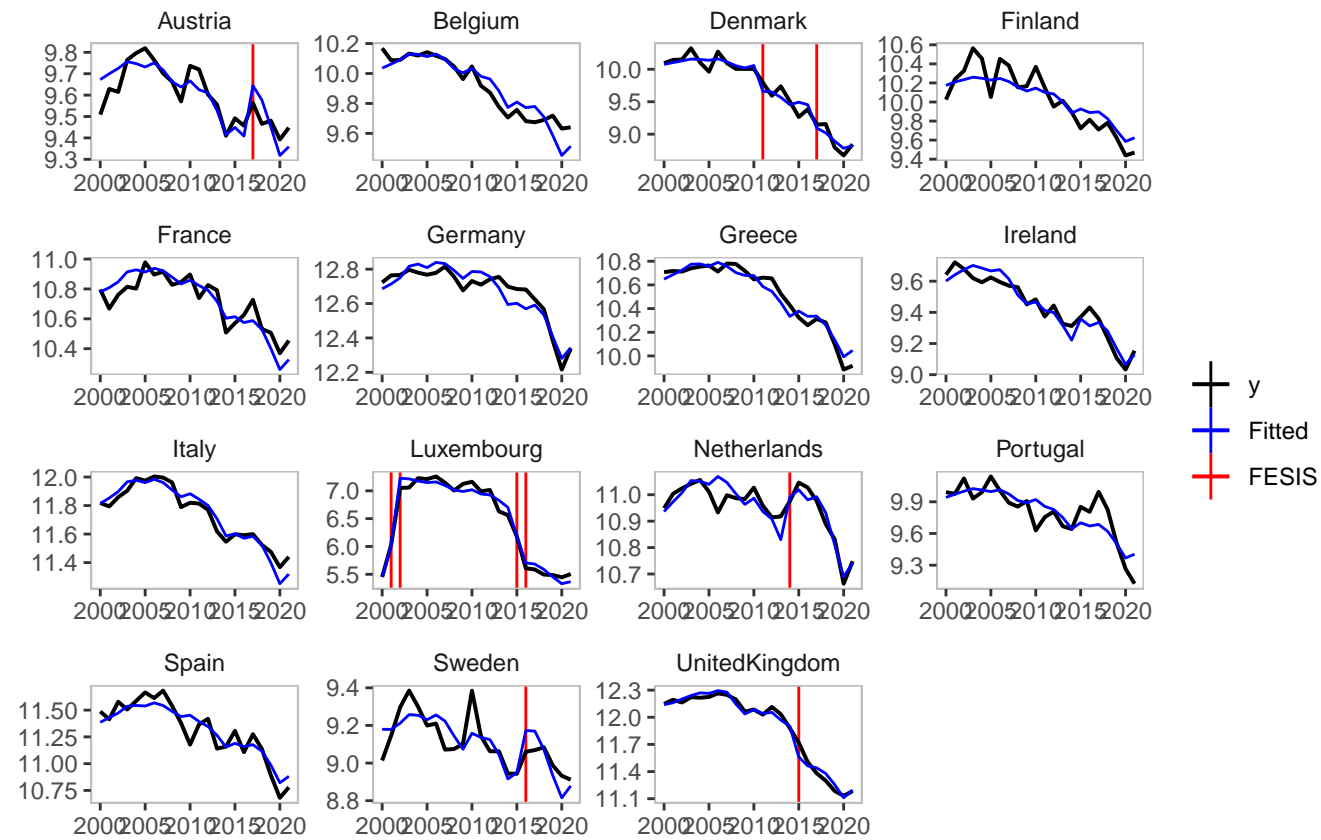 Austria Belgium Denmark Finland
9.8 9.7 9.6 9.5 9.4 9.3
10.2 10.0 9.8 9.6
10.0 9.5 9.0
10.6 10.4 10.2 10.0 9.8 9.6 9.4
2000 2005 2010 2015 2020 2000 2005 2010 2015 2020 2000 2005 2010 2015 2020 2000 2005 2010 2015 2020
France Germany Greece Ireland
11.0 10.8 10.6 10.4
12.8 12.6 12.4 12.2
10.8 10.6 10.4 10.2 10.0
9.6 9.4 9.2 9.0
2000 2005 2010 2015 2020 2000 2005 2010 2015 2020 2000 2005 2010 2015 2020 2000 2005 2010 2015 2020
y
Fitted
FESIS
Italy Luxembourg Netherlands Portugal
12.0 11.8 11.6 11.4
7.0 6.5 6.0 5.5
11.0 10.9 10.8 10.7
9.9 9.6 9.3
2000 2005 2010 2015 2020 2000 2005 2010 2015 2020 2000 2005 2010 2015 2020 2000 2005 2010 2015 2020
Spain Sweden UnitedKingdom
11.50 11.25 11.00 10.75
9.4 9.2 9.0 8.8
12.3 12.0 11.7 11.4 11.1
2000 2005 2010 2015 2020 2000 2005 2010 2015 2020 2000 2005 2010 2015 2020